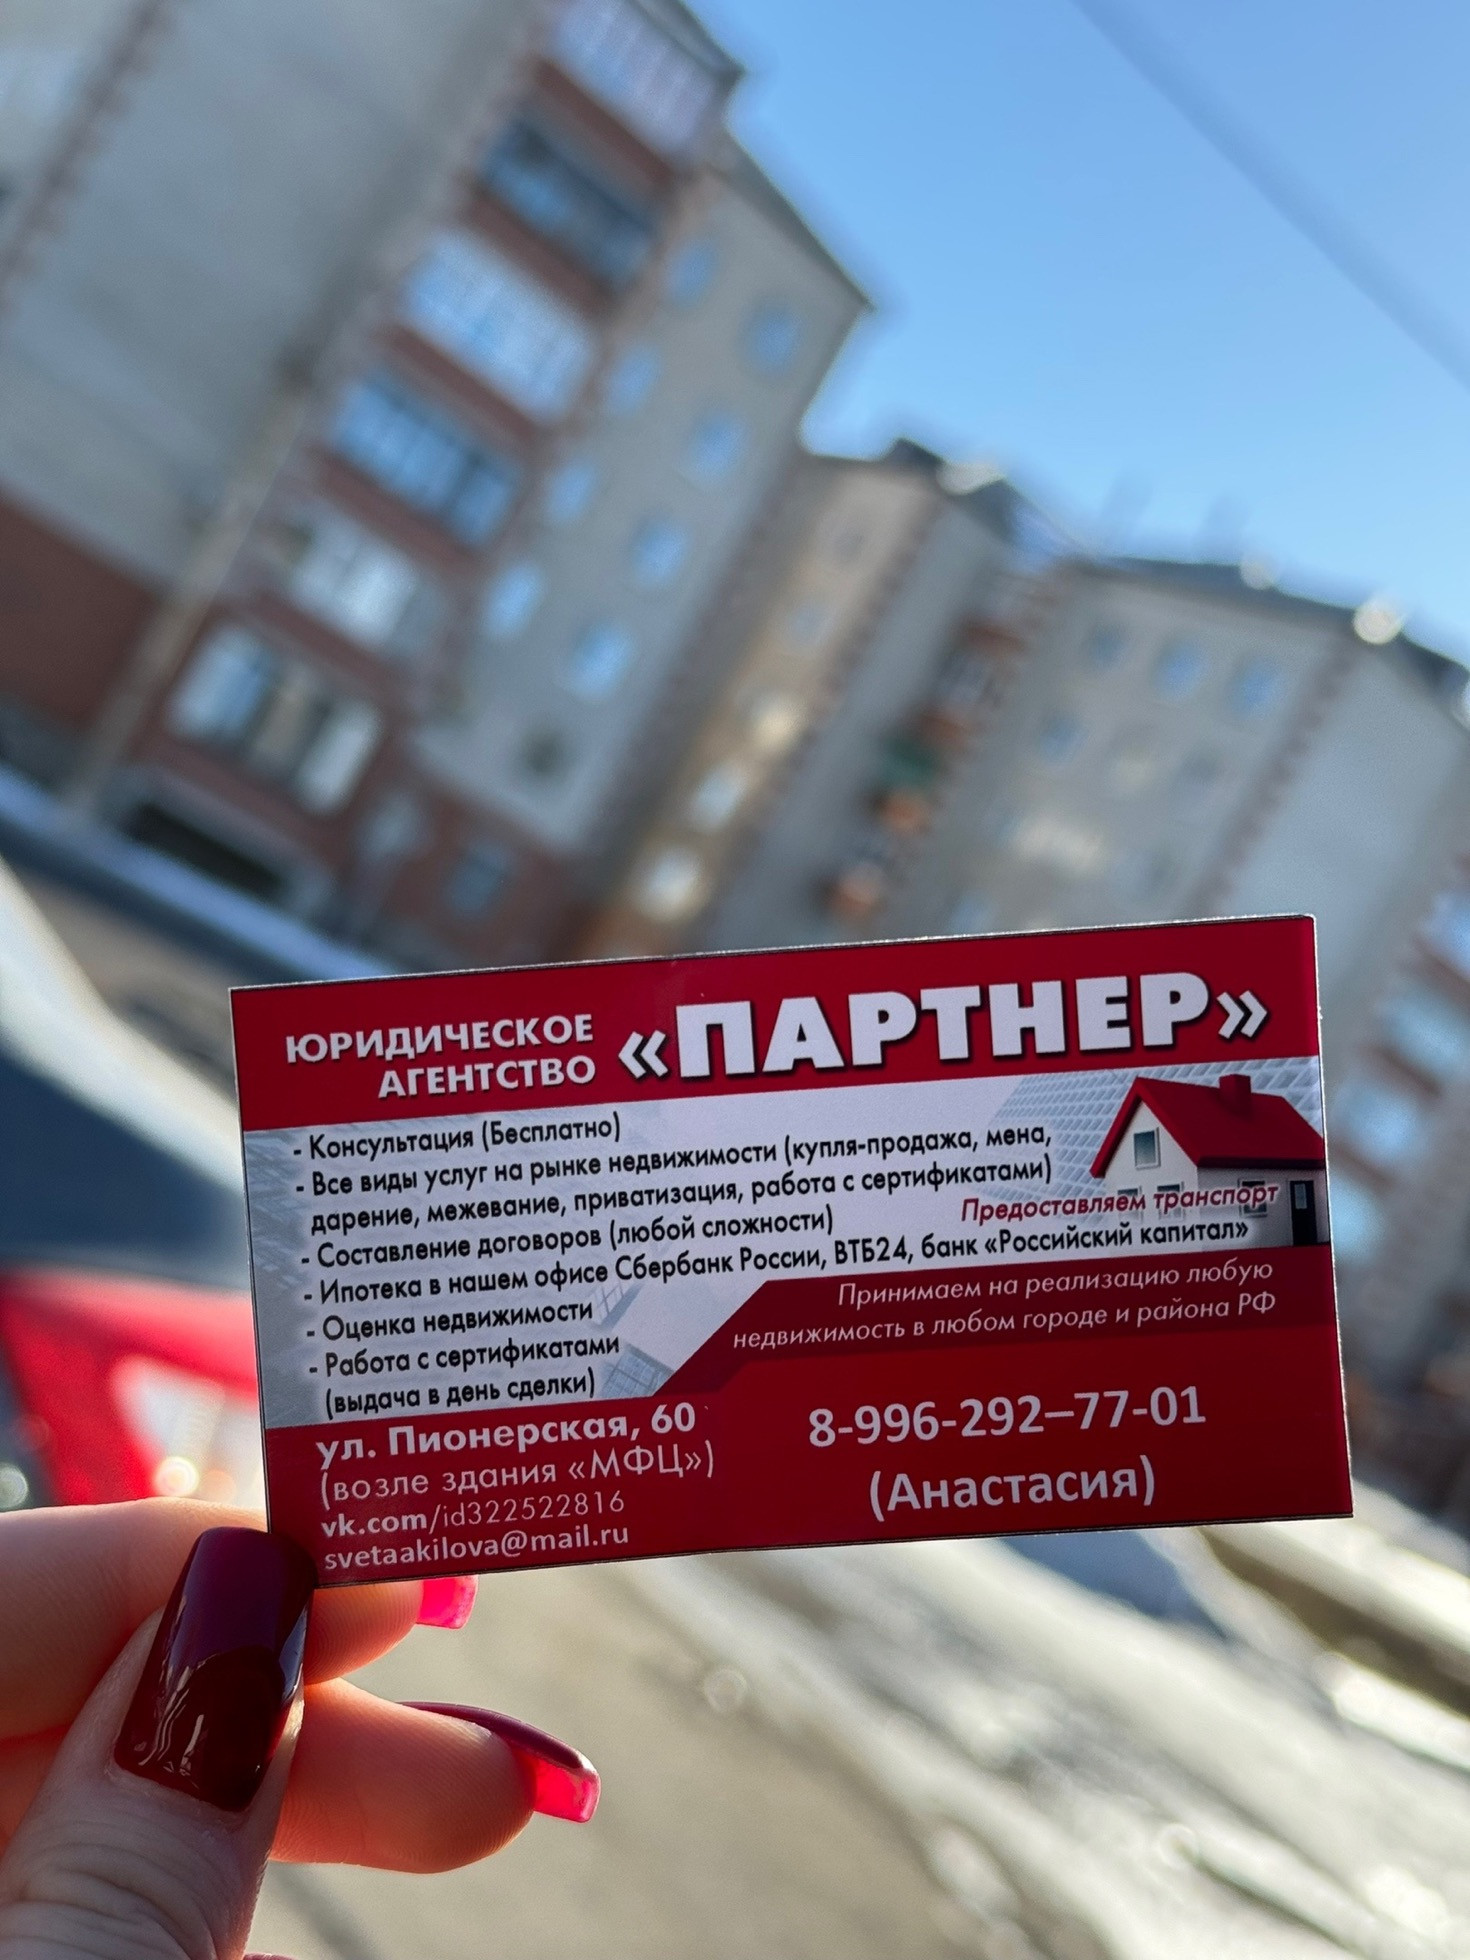 ЮРИДИЧЕСКОЕ
АГЕНТСТВО
«ПАРТНЕР»
- Консультация (Бесплатно)
- Все виды услуг на рынке недвижимости (купля-продажа, мена,
дарение, межевание, приватизация, работа с сертификатами)
- Составление договоров (любой сложности)
Предоставляем транспорт
- Ипотека в нашем офисе Сбербанк России, ВТБ24, банк «Российский капитал»
- Оценка недвижимости
- Работа с сертификатами
(выдача в день сделки)
Принимаем на реализацию любую
недвижимость в любом городе и района РФ
ул. Пионерская, 60
(возле здания «МФЦ»)
vk.com/id322522816
svetaakilova@mail.ru
8-996-292–77-01
(Анастасия)